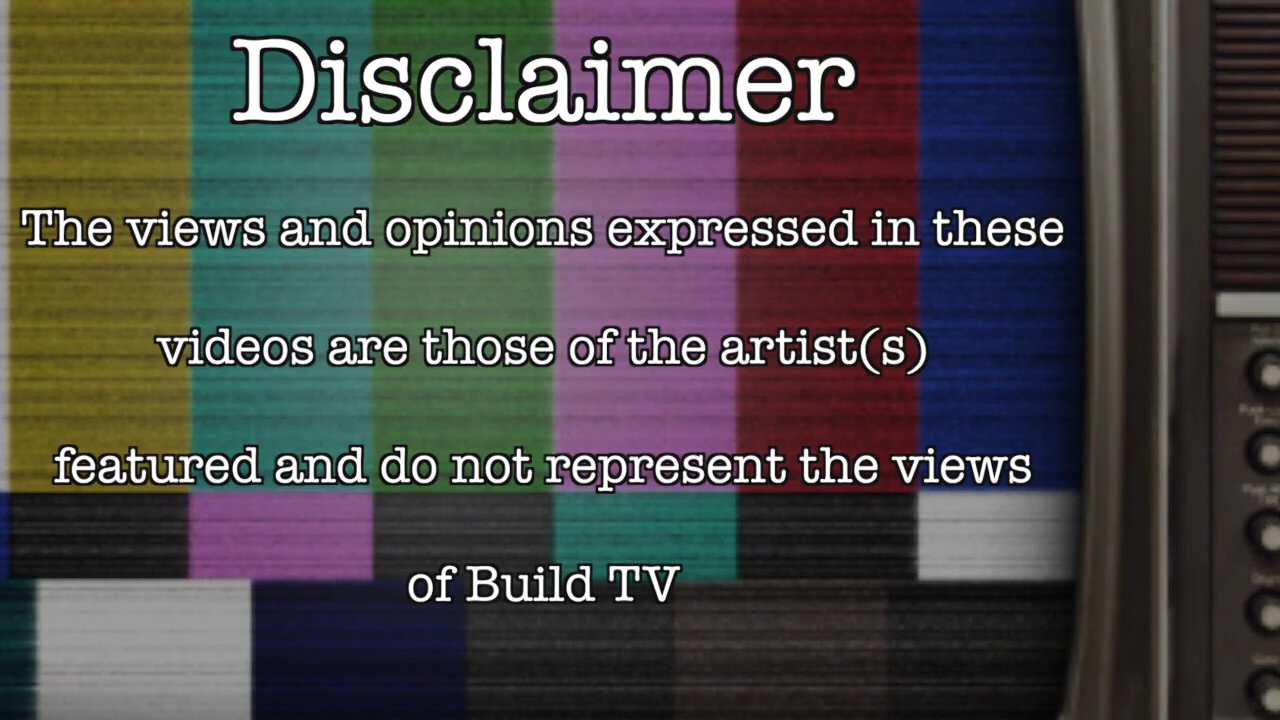 Disclaimer
The views and opinions expressed in these
videos are those of the artist(s)
featured and do not represent the views
of Build TV